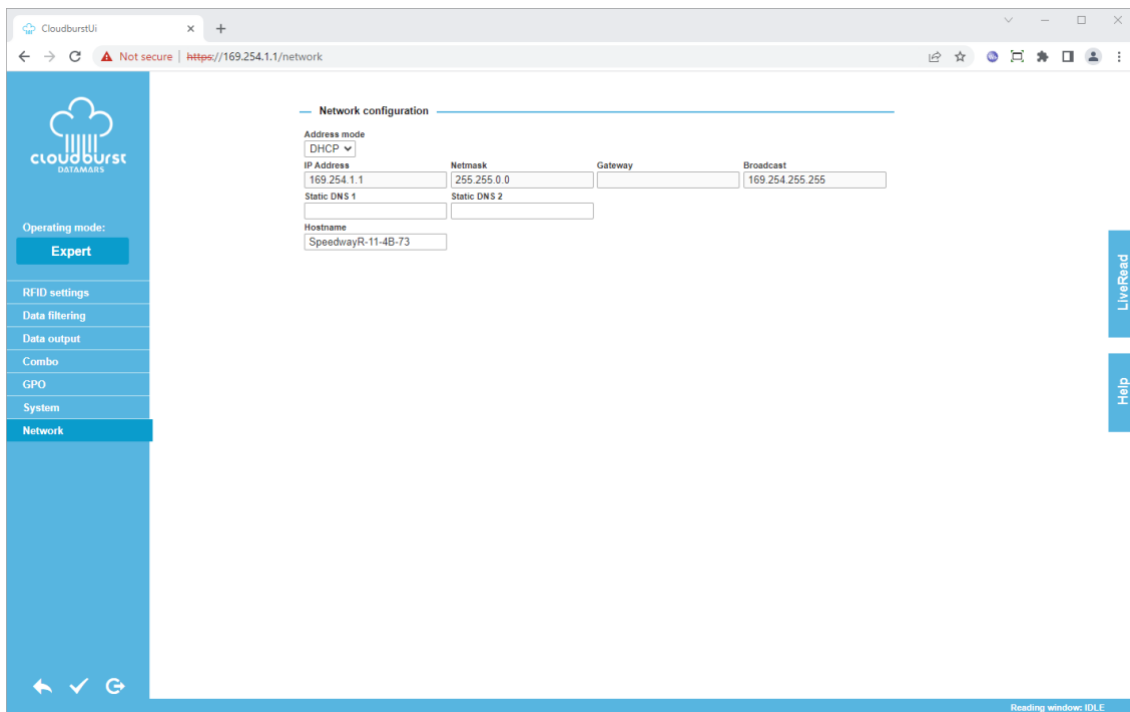 CloudburstUi
Not secure | https://169.254.1.1/network
cloudburst
DATAMARS
Operating mode:
Expert
RFID settings
Data filtering
Data output
Combo
GPO
System
Network
Network configuration
Address mode
DHCP
IP Address Netmask Gateway Broadcast
169.254.1.1 255.255.0.0 169.254.255.255
Static DNS 1 Static DNS 2
Hostname
SpeedwayR-11-4B-73
LiveRead
Help
Reading window: IDLE